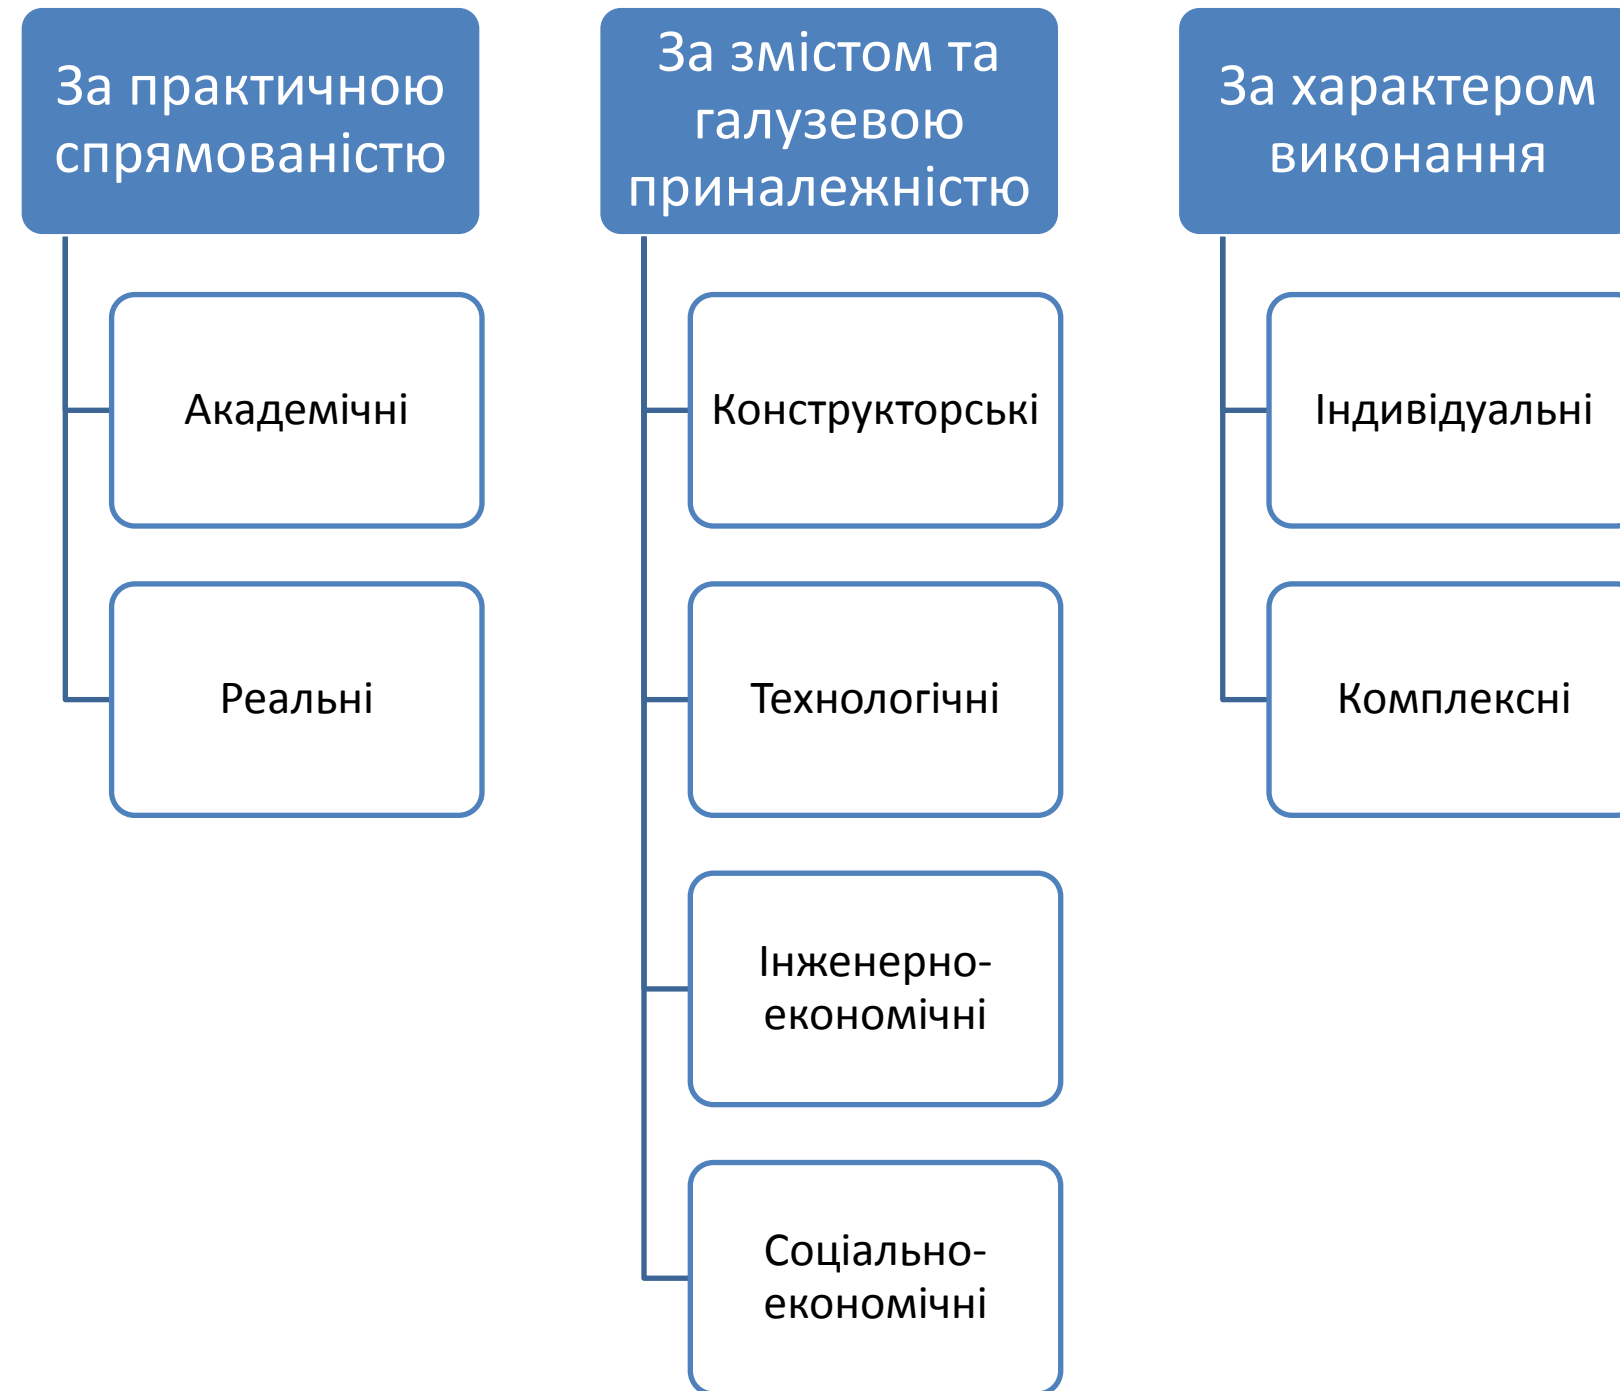 За практичною
спрямованістю
Академічні
Реальні
За змістом та
галузевою
приналежністю
Конструкторські
Технологічні
Інженерно-
економічні
Соціально-
економічні
За характером
виконання
Індивідуальні
Комплексні